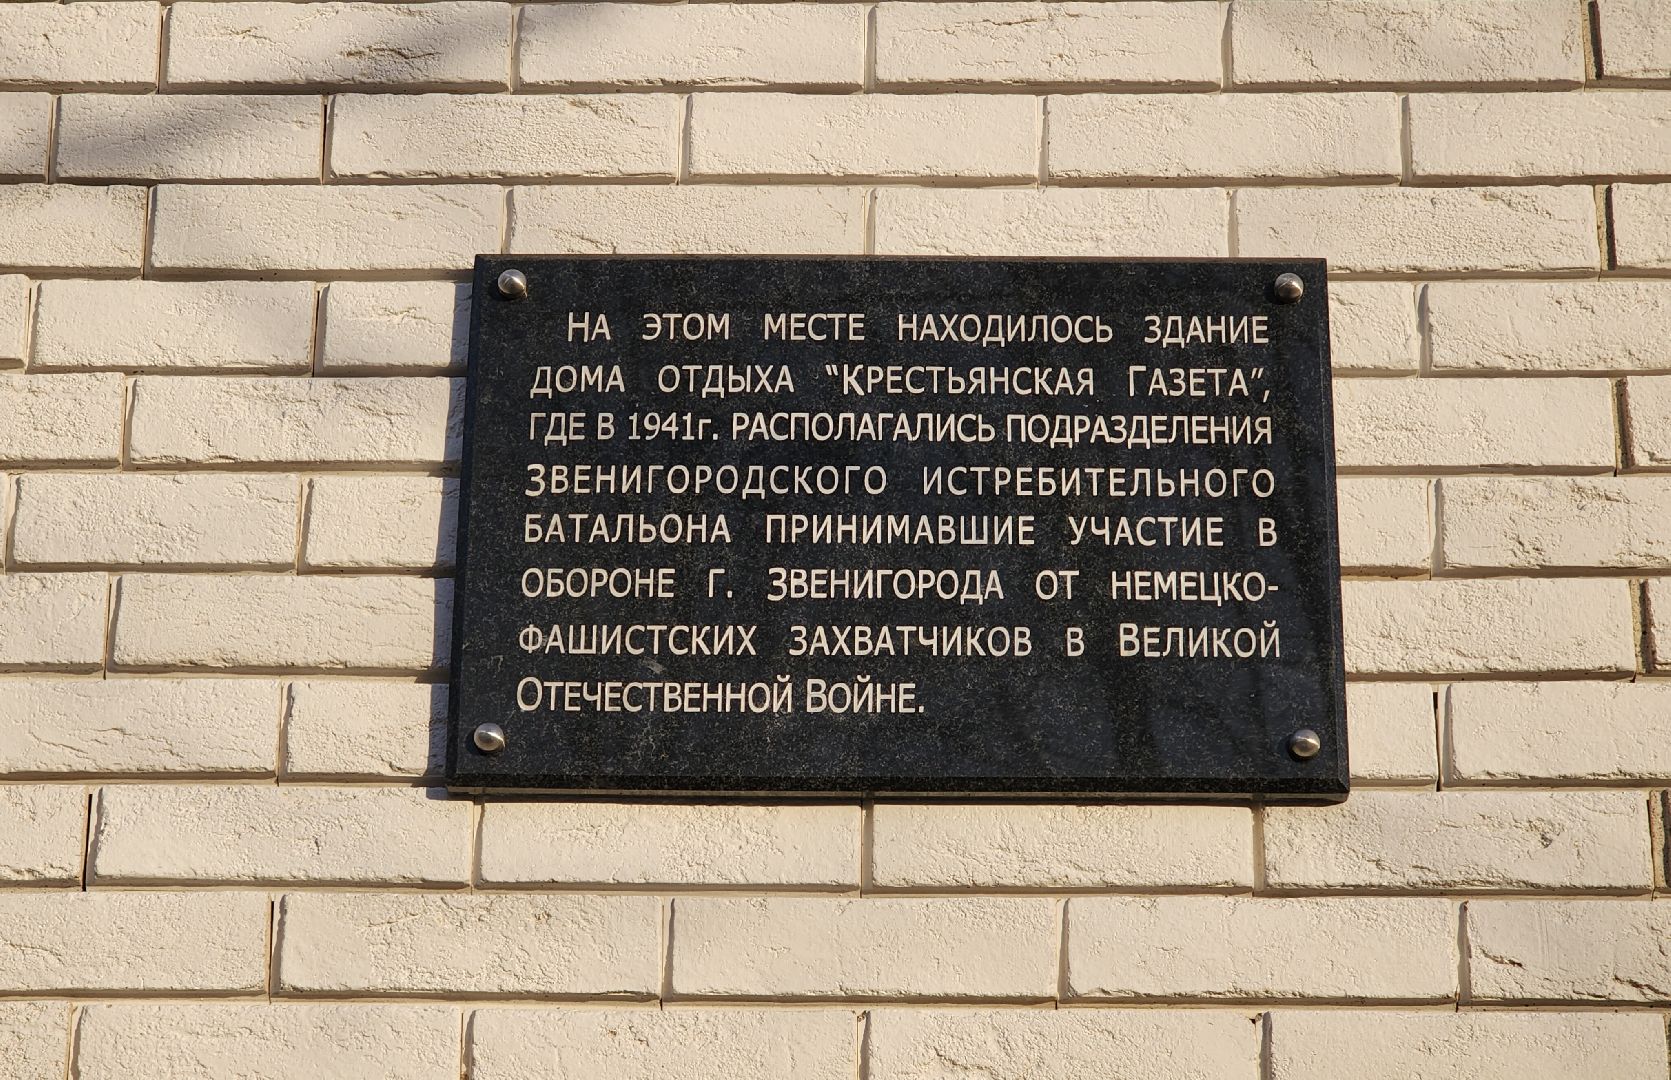 НА ЭТОМ МЕСТЕ НАХОДИЛОСЬ ЗДАНИЕ
ДОМА ОТДЫХА “КРЕСТЬЯНСКАЯ ГАЗЕТА”,
ГДЕ В 1941г. РАСПОЛАГАЛИСЬ ПОДРАЗДЕЛЕНИЯ
ЗВЕНИГОРОДСКОГО ИСТРЕБИТЕЛЬНОГО
БАТАЛЬОНА ПРИНИМАВШИЕ УЧАСТИЕ В
ОБОРОНЕ Г. ЗВЕНИГОРОДА ОТ НЕМЕЦКО-
ФАШИСТСКИХ ЗАХВАТЧИКОВ В ВЕЛИКОЙ
ОТЕЧЕСТВЕННОЙ ВОЙНЕ.